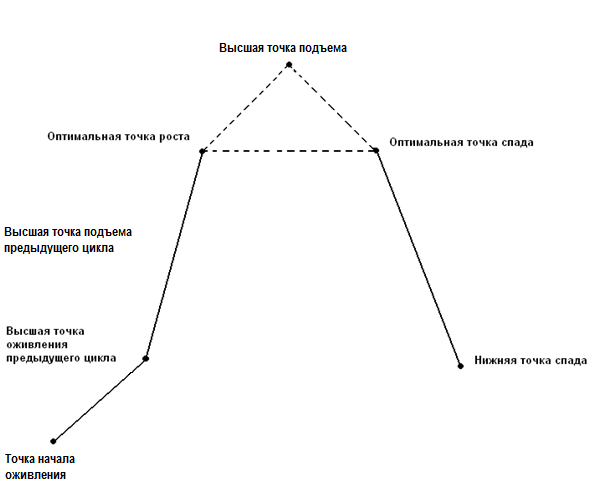 Высшая точка подъема
Оптимальная точка роста
Оптимальная точка спада
Высшая точка подъема
предыдущего цикла
Высшая точка
оживления
предыдущего цикла
Нижняя точка спада
Точка начала
оживления